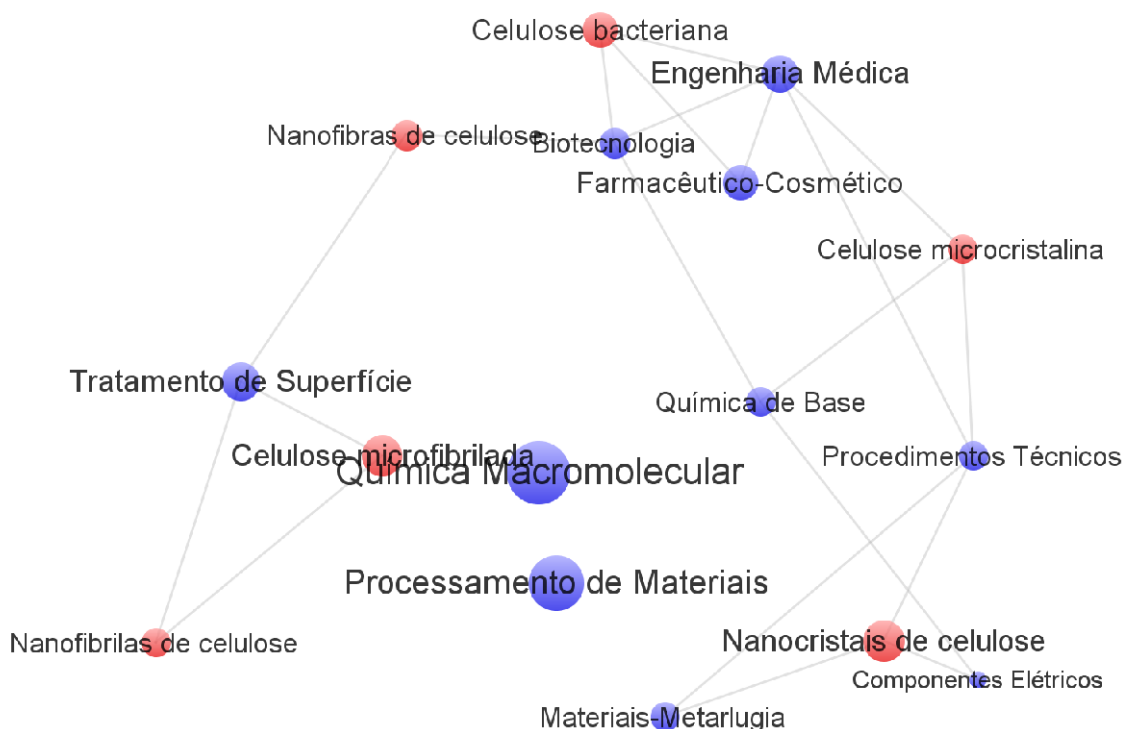 Celulose bacteriana
Engenharia Médica
Nanofibras de celulose
Biotecnologia
Farmacêutico-Cosmético
Celulose microcristalina
Tratamento de Superfície
Química de Base
Celulose microfibrilada
Procedimentos Técnicos
Química Macromolecular
Processamento de Materiais
Nanofibrilas de celulose
Nanocristais de celulose
Componentes Elétricos
Materiais-Metarlugia